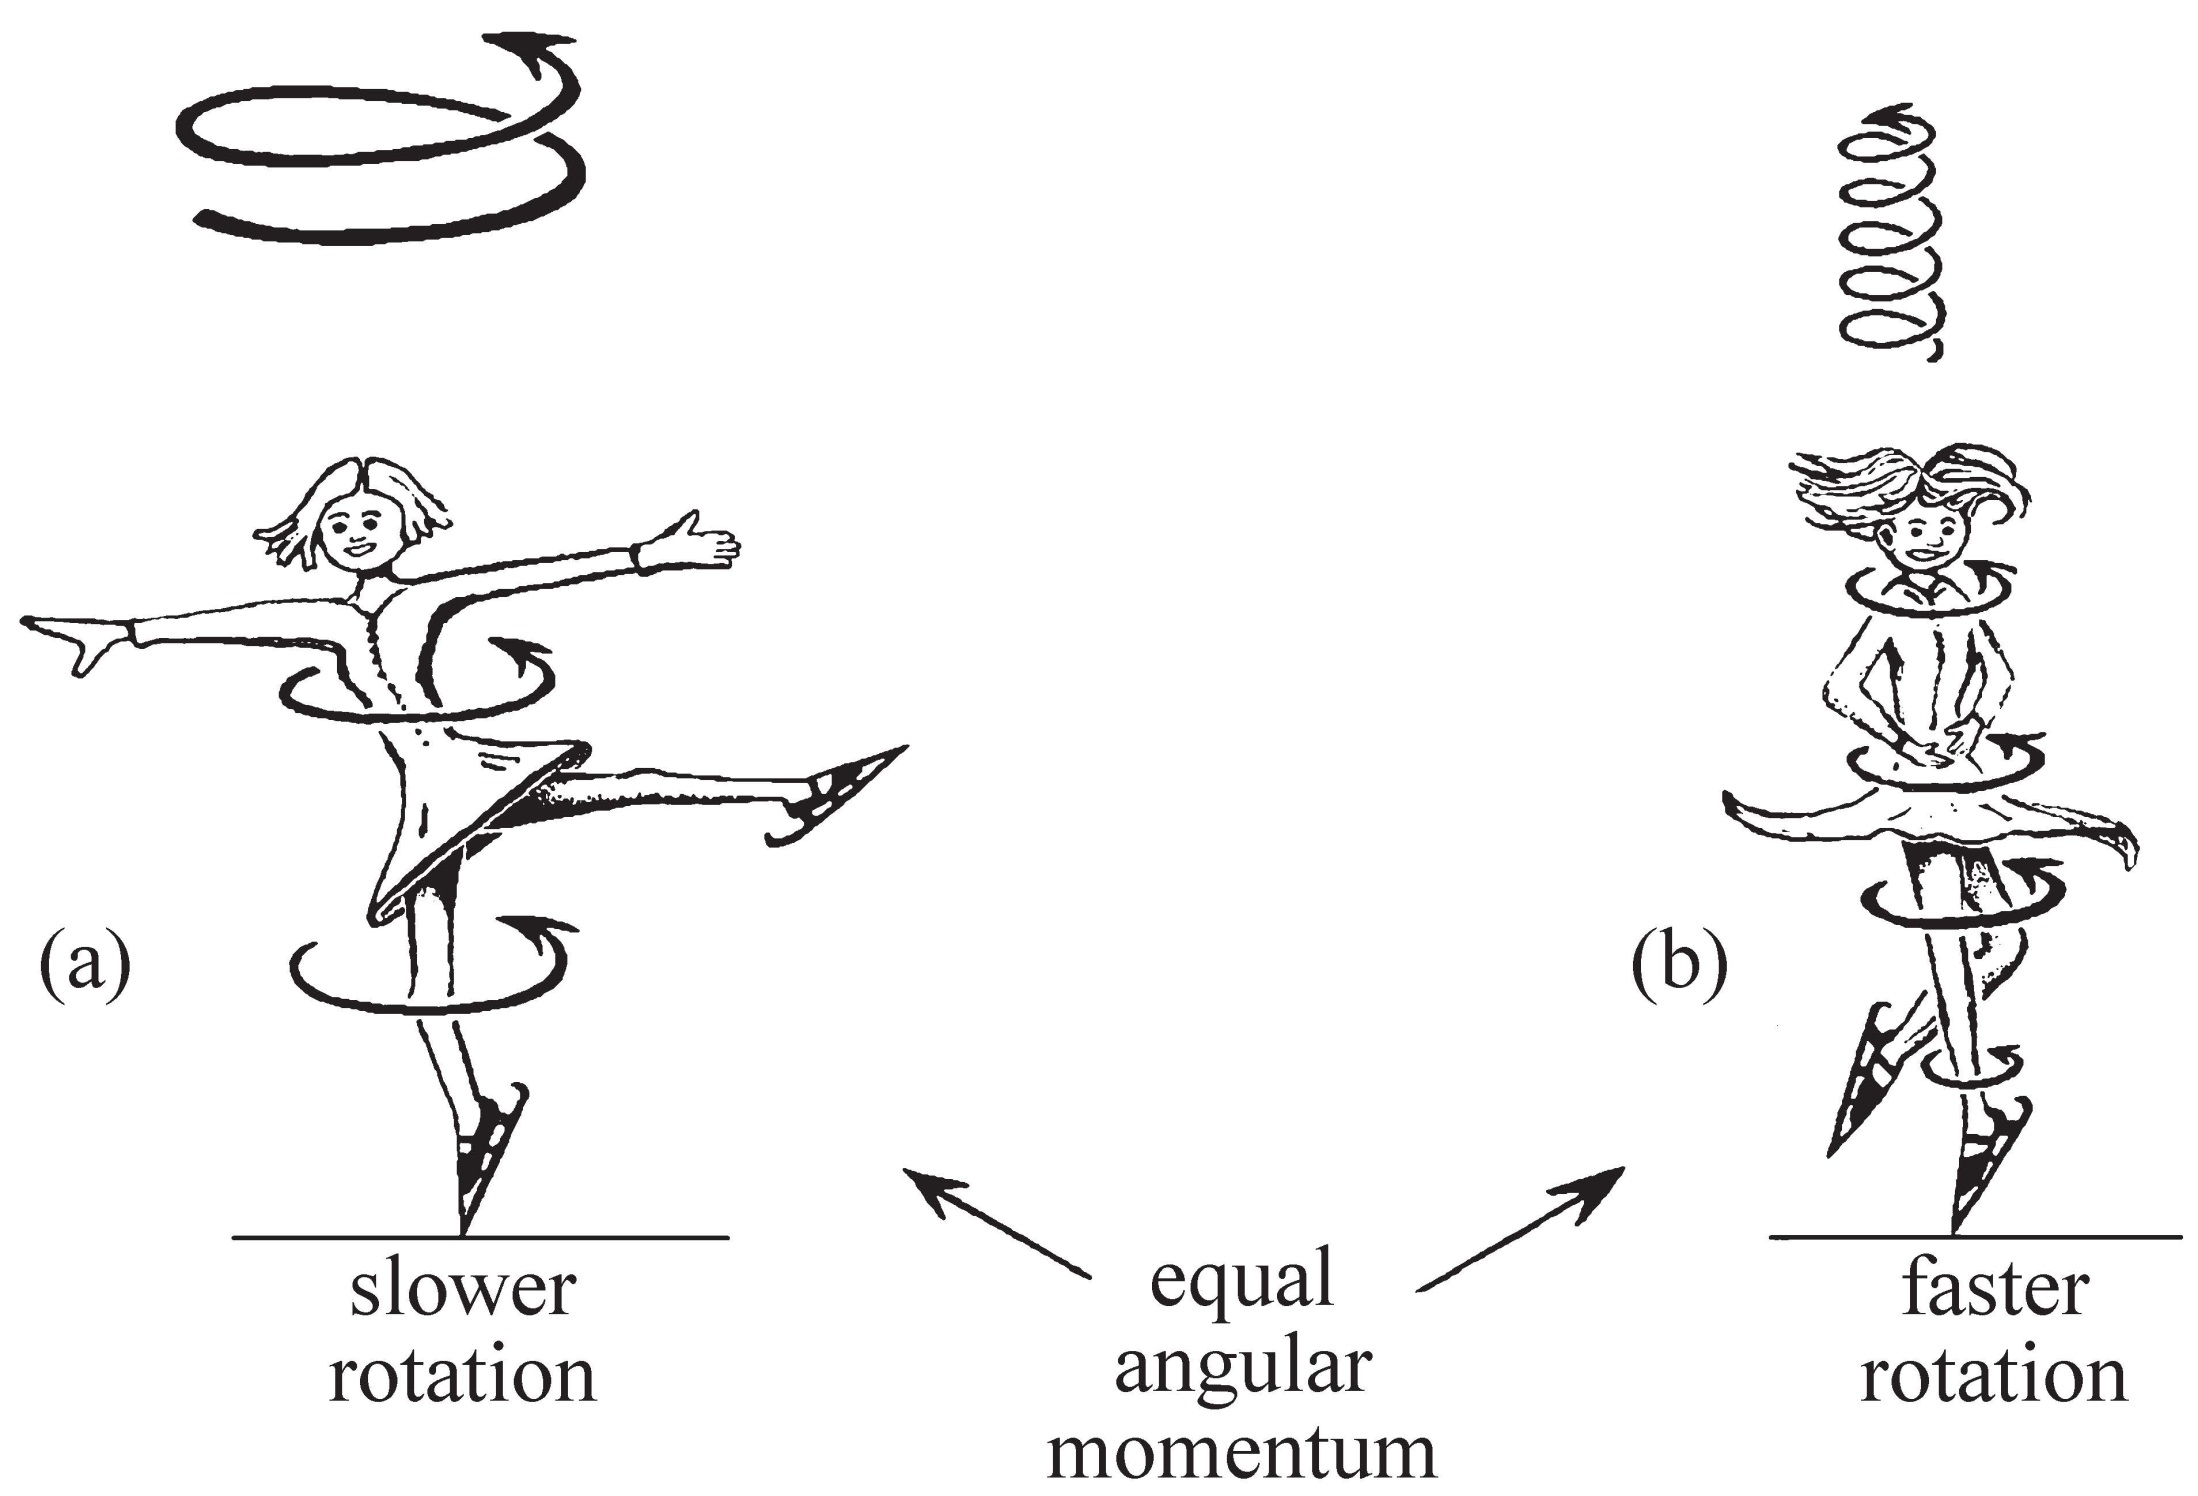 (a)
(b)
slower
rotation
equal
angular
momentum
faster
rotation